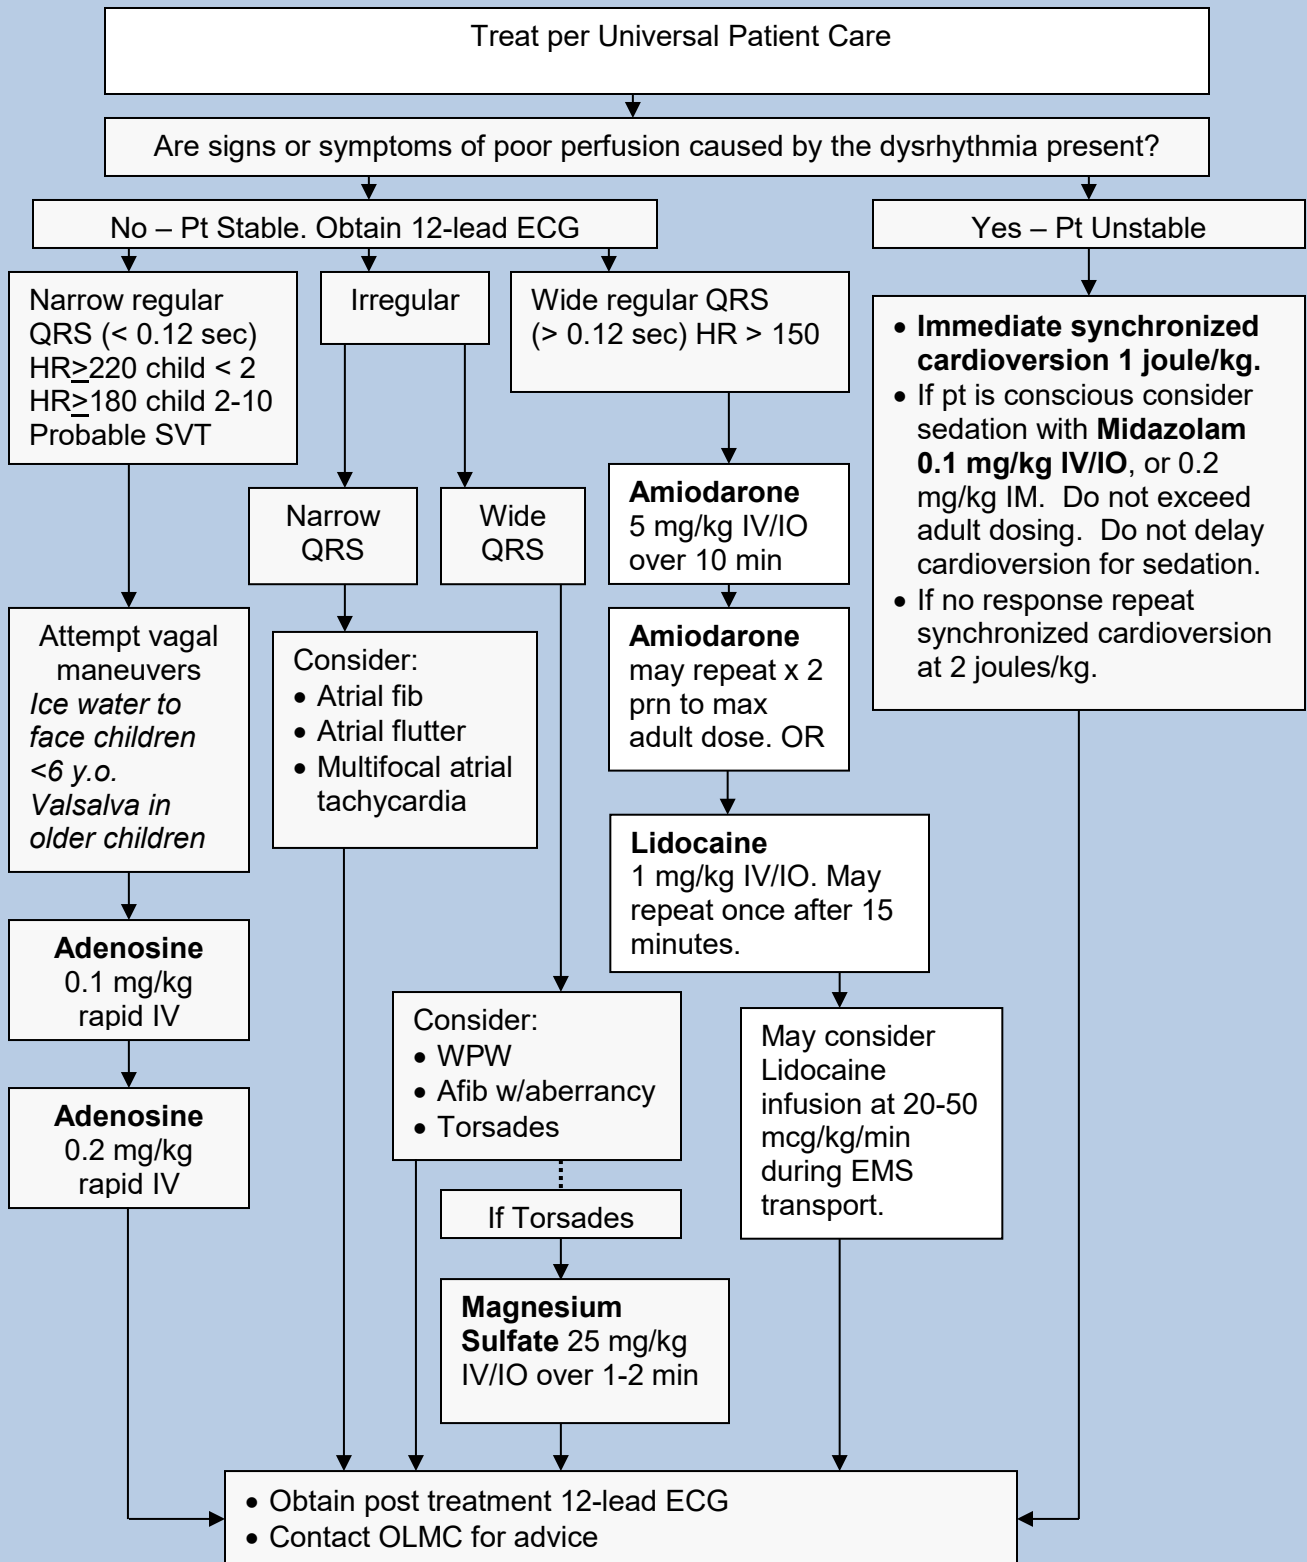 Treat per Universal Patient Care
Are signs or symptoms of poor perfusion caused by the dysrhythmia present?
No – Pt Stable. Obtain 12-lead ECG
Yes – Pt Unstable
Narrow regular
QRS (< 0.12 sec)
HR≥220 child < 2
HR≥180 child 2-10
Probable SVT
Irregular
Wide regular QRS
(> 0.12 sec) HR > 150
• Immediate synchronized
cardioversion 1 joule/kg.
• If pt is conscious consider
sedation with Midazolam
0.1 mg/kg IV/IO, or 0.2
mg/kg IM.  Do not exceed
adult dosing.  Do not delay
cardioversion for sedation.
• If no response repeat
synchronized cardioversion
at 2 joules/kg.
Narrow
QRS
Wide
QRS
Amiodarone
5 mg/kg IV/IO
over 10 min
Attempt vagal
maneuvers
Ice water to
face children
<6 y.o.
Valsalva in
older children
Consider:
• Atrial fib
• Atrial flutter
• Multifocal atrial
tachycardia
Amiodarone
may repeat x 2
prn to max
adult dose. OR
Lidocaine
1 mg/kg IV/IO. May
repeat once after 15
minutes.
Adenosine
0.1 mg/kg
rapid IV
Consider:
• WPW
• Afib w/aberrancy
• Torsades
May consider
Lidocaine
infusion at 20-50
mcg/kg/min
during EMS
transport.
Adenosine
0.2 mg/kg
rapid IV
If Torsades
Magnesium
Sulfate 25 mg/kg
IV/IO over 1-2 min
• Obtain post treatment 12-lead ECG
• Contact OLMC for advice